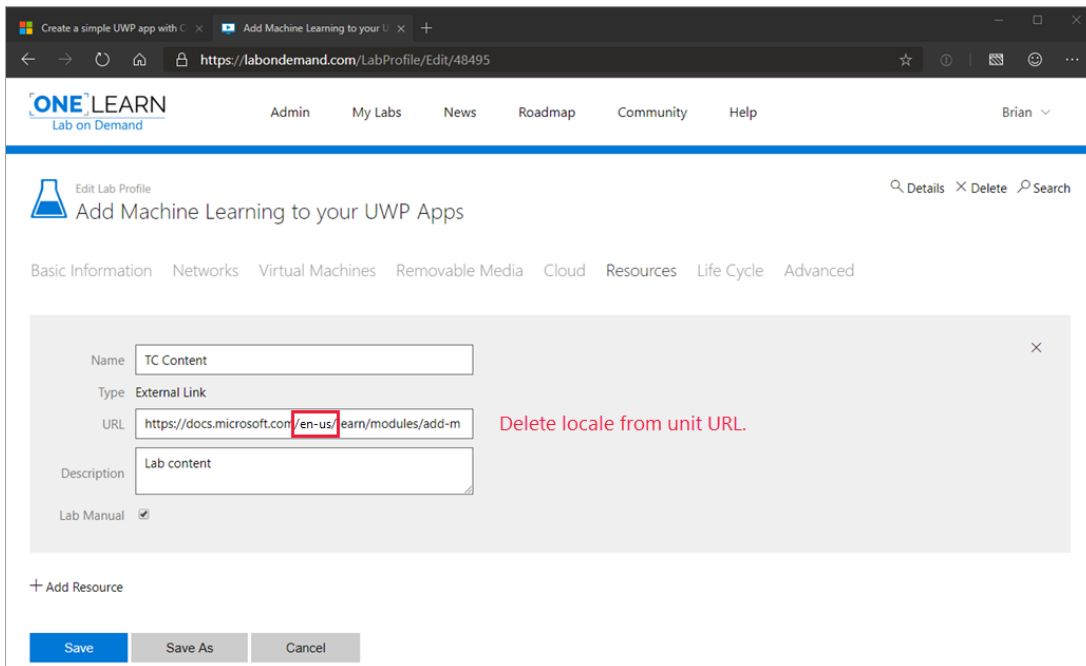 Create a simple UWP app with C
Add Machine Learning to your U
https://labondemand.com/LabProfile/Edit/48495
ONE LEARN
Lab on Demand
Admin My Labs News Roadmap Community Help Brian
Edit Lab Profile
Add Machine Learning to your UWP Apps
Details Delete Search
Basic Information Networks Virtual Machines Removable Media Cloud Resources Life Cycle Advanced
Name TC Content
Type External Link
URL https://docs.microsoft.com/en-us/learn/modules/add-m
Delete locale from unit URL.
Description Lab content
Lab Manual
+ Add Resource
Save Save As Cancel